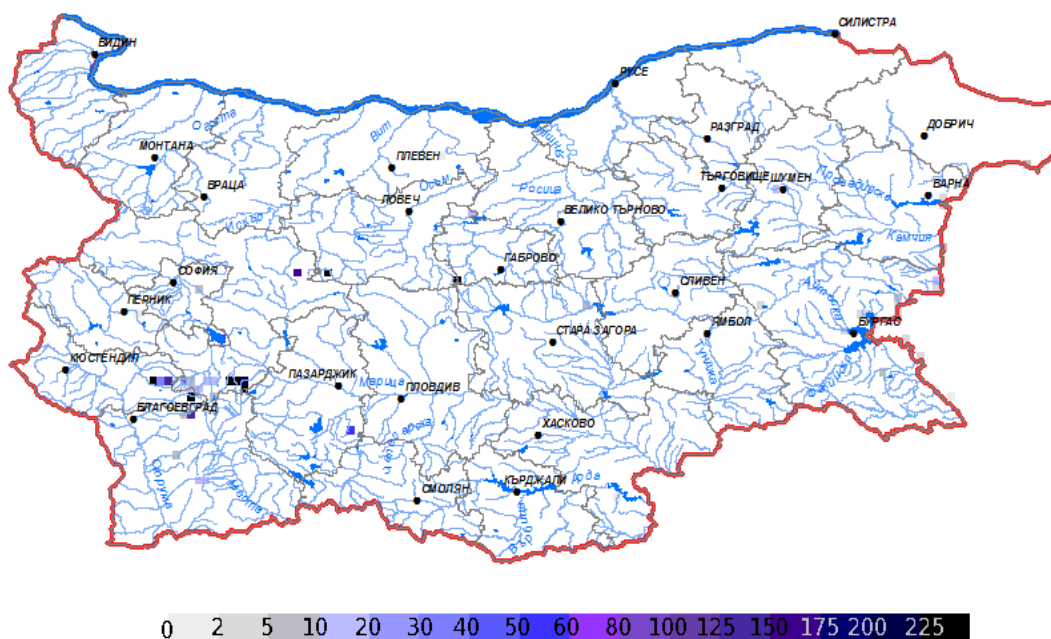 СИЛИСТРА
ВИДИН
РУСЕ
Огоста
Вит
ДОБРИЧ
РАЗГРАД
МОНТАНА
ПЛЕВЕН
ТЪРГОВИЩЕ
ШУМЕН
Осъм
Росица
ВРАЦА
ВАРНА
ЛОВЕЧ
Искър
ВЕЛИКО ТЪРНОВО
Камчия
СОФИЯ
ГАБРОВО
СЛИВЕН
ПЕРНИК
СТАРА ЗАГОРА
ЯМБОЛ
БУРГАС
КЮСТЕНДИЛ
ПАЗАРДЖИК
Марица
ПЛОВДИВ
БЛАГОЕВГРАД
ХАСКОВО
КЪРДЖАЛИ
СМОЛЯН
Струма
Места
0 2 5 10 20 30 40 50 60 80 100 125 150 175 200 225